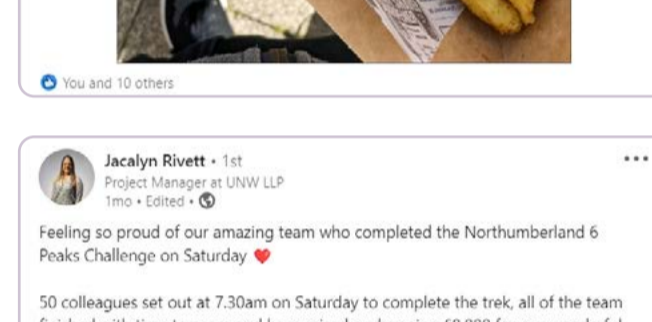 You and 10 others
Jacalyn Rivett • 1st
Project Manager at UNW LLP
1mo • Edited •
Feeling so proud of our amazing team who completed the Northumberland 6
Peaks Challenge on Saturday ❤️
50 colleagues set out at 7.30am on Saturday to complete the trek, all of the team